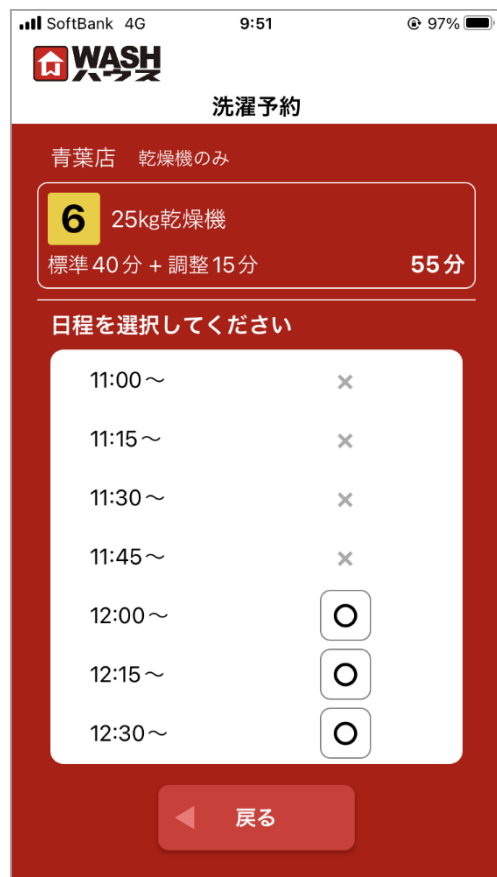 SoftBank 4G 9:51 97%
WASH
ハウス
洗濯予約
青葉店 乾燥機のみ
6 25kg乾燥機
標準40分 + 調整15分 55分
日程を選択してください
11:00～ ×
11:15～ ×
11:30～ ×
11:45～ ×
12:00～ ○
12:15～ ○
12:30～ ○
戻る